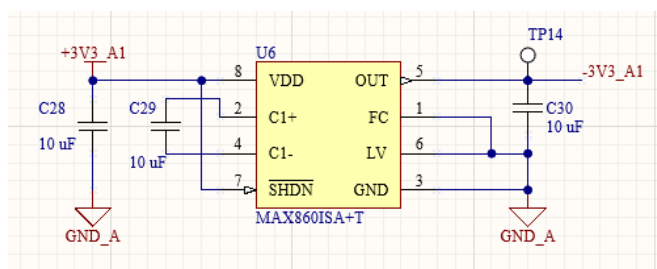 TP14
+3V3_A1
U6
8
VDD
OUT
5
-3V3_A1
C28
C29
2
C1+
FC
1
C30
10 uF
10 uF
10 uF
4
C1-
LV
6
7
SHDN
GND
3
MAX860ISA+T
GND_A
GND_A